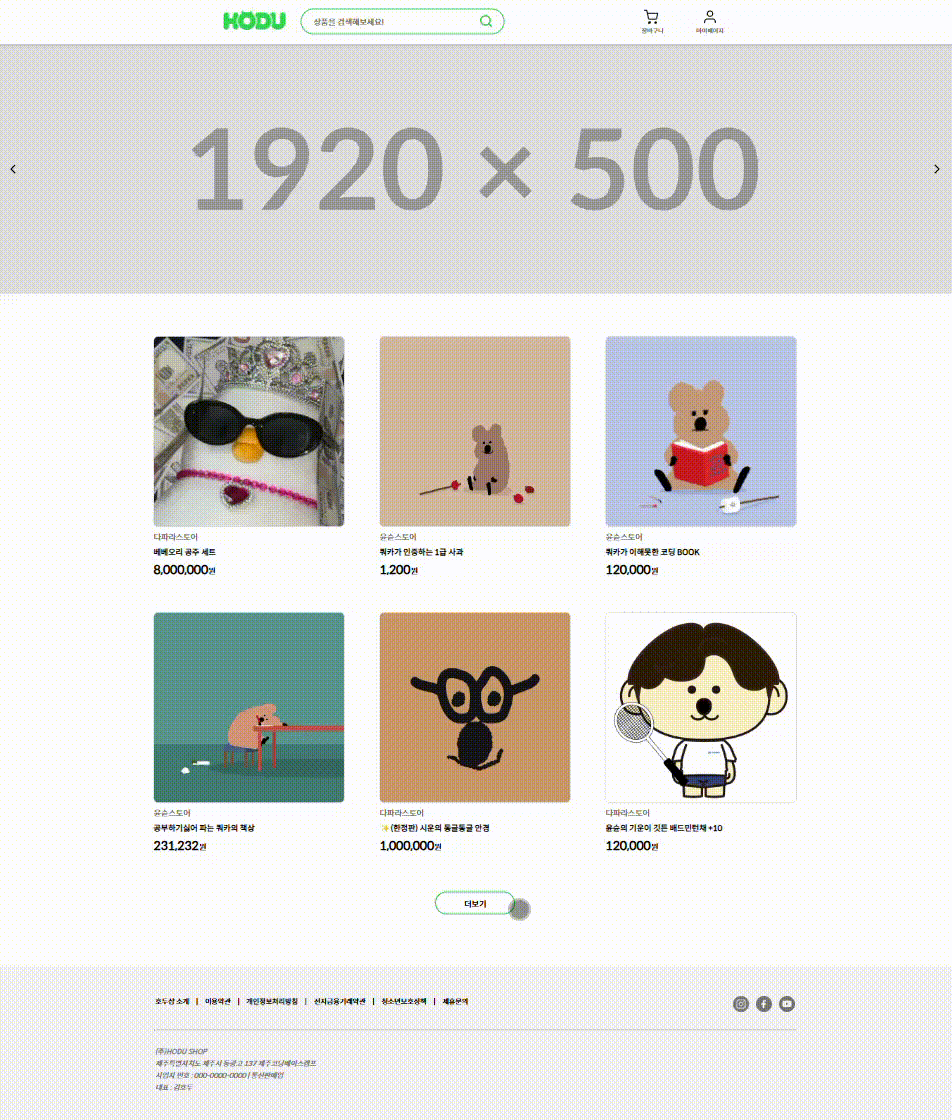 HODU
상품을 검색해보세요!
장바구니
마이페이지
1920 × 500
다파라스토어
베베오리 공주 세트
8,000,000원
윤슨스토어
쿼카가 인증하는 1급 사과
1,200원
윤슨스토어
쿼카가 이해못한 코딩 BOOK
120,000원
윤슨스토어
공부하기싫어 파는 쿼카의 책상
231,232원
다파라스토어
✨(한정판) 시운의 동글동글 안경
1,000,000원
다파라스토어
윤슨의 기운이 깃든 배드민턴채 +10
120,000원
더보기
호두샵 소개 | 이용약관 | 개인정보처리방침 | 전자금융거래약관 | 청소년보호정책 | 제휴문의
(주)HODU SHOP
제주특별자치도 제주시 동광고 137 제주코딩베이스캠프
사업자 번호 : 000-0000-0000 | 통신판매업
대표 : 김호두